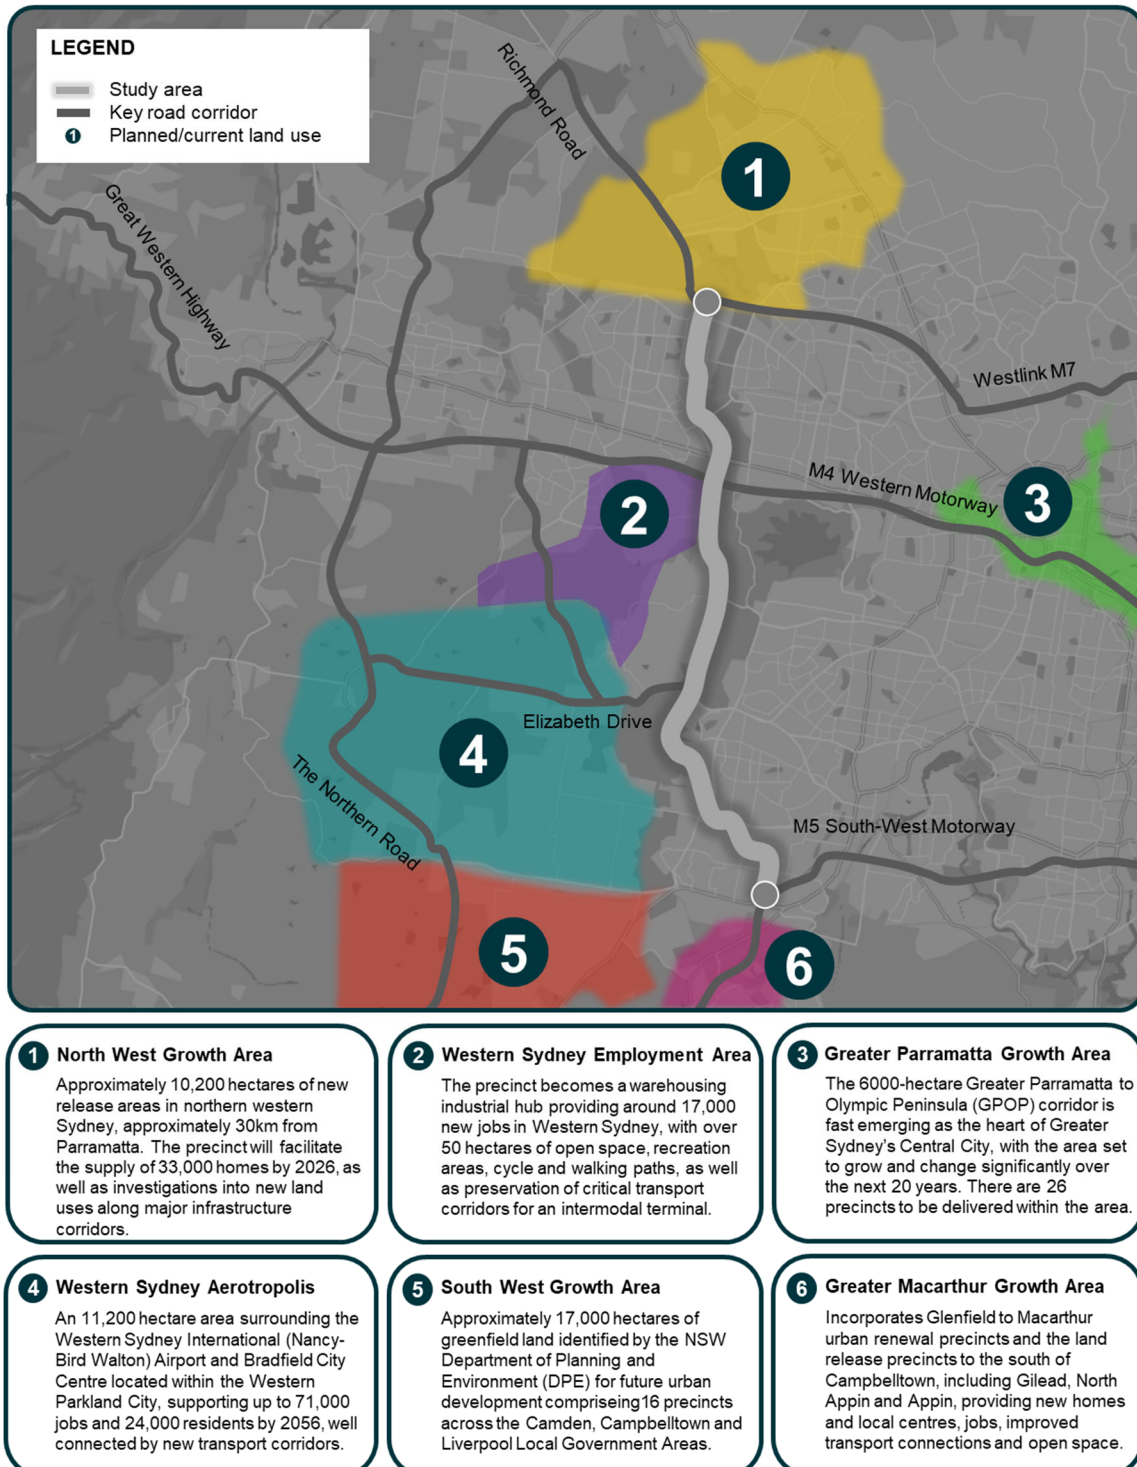 LEGEND
Study area
Key road corridor
1 Planned/current land use
Richmond Road
Great Western Highway
1
Westlink M7
M4 Western Motorway
2
3
Elizabeth Drive
4
The Northern Road
M5 South-West Motorway
5
6
1 North West Growth Area
Approximately 10,200 hectares of new
release areas in northern western
Sydney, approximately 30km from
Parramatta. The precinct will facilitate
the supply of 33,000 homes by 2026, as
well as investigations into new land
uses along major infrastructure
corridors.
2 Western Sydney Employment Area
The precinct becomes a warehousing
industrial hub providing around 17,000
new jobs in Western Sydney, with over
50 hectares of open space, recreation
areas, cycle and walking paths, as well
as preservation of critical transport
corridors for an intermodal terminal.
3 Greater Parramatta Growth Area
The 6000-hectare Greater Parramatta to
Olympic Peninsula (GPOP) corridor is
fast emerging as the heart of Greater
Sydney's Central City, with the area set
to grow and change significantly over
the next 20 years. There are 26
precincts to be delivered within the area.
4 Western Sydney Aerotropolis
An 11,200 hectare area surrounding the
Western Sydney International (Nancy-
Bird Walton) Airport and Bradfield City
Centre located within the Western
Parkland City, supporting up to 71,000
jobs and 24,000 residents by 2056, well
connected by new transport corridors.
5 South West Growth Area
Approximately 17,000 hectares of
greenfield land identified by the NSW
Department of Planning and
Environment (DPE) for future urban
development compriseing16 precincts
across the Camden, Campbelltown and
Liverpool Local Government Areas.
6 Greater Macarthur Growth Area
Incorporates Glenfield to Macarthur
urban renewal precincts and the land
release precincts to the south of
Campbelltown, including Gilead, North
Appin and Appin, providing new homes
and local centres, jobs, improved
transport connections and open space.